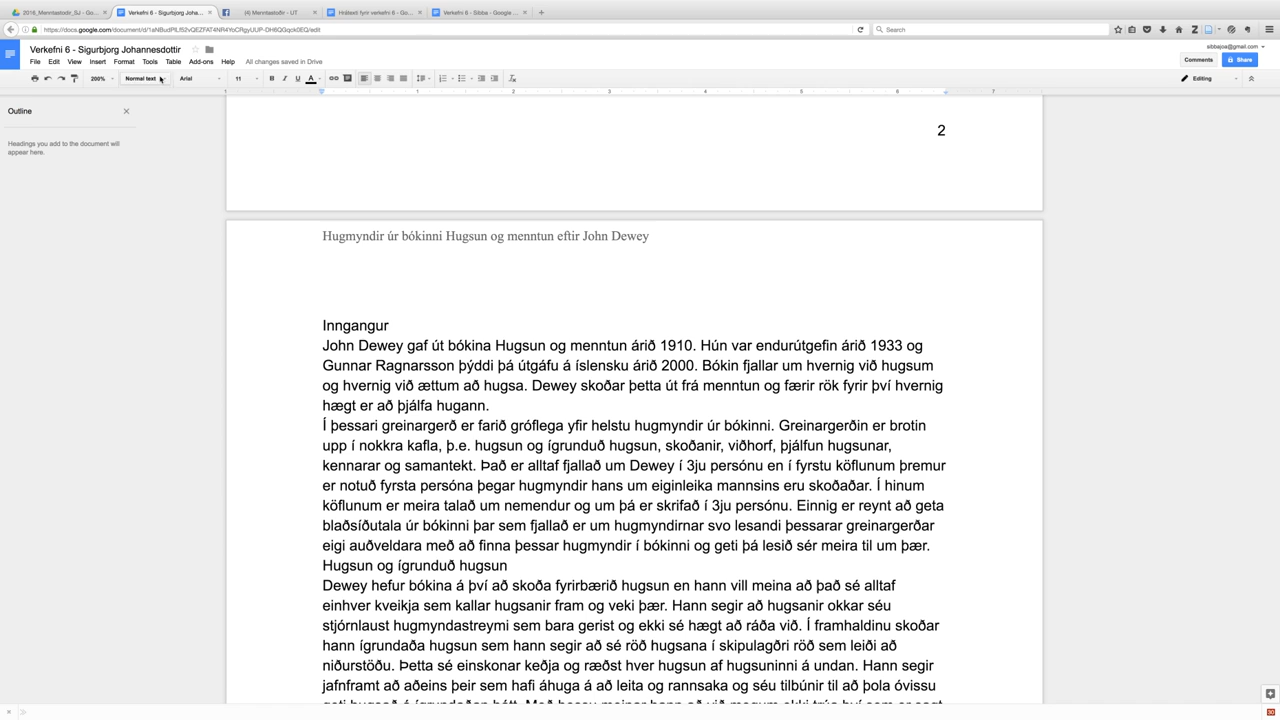 2016_Menntastodir_SJ - Go...
Verkefni 6 - Sigurbjorg Johan...
(4) Menntastoðir - UT
Hrátexti fyrir verkefni 6 - Go...
Verkefni 6 - Sibba - Google ...
Search
sibbajoa@gmail.com
Verkefni 6 - Sigurbjorg Johannesdottir
File Edit View Insert Format Tools Table Add-ons Help All changes saved in Drive
Comments
Share
200% Normal text Arial 11
Editing
1 2 3 4 5 6 7
Outline
Headings you add to the document will
appear here.
2
Hugmyndir úr bókinni Hugsun og menntun eftir John Dewey
Inngangur
John Dewey gaf út bókina Hugsun og menntun árið 1910. Hún var endurútgefin árið 1933 og
Gunnar Ragnarsson þýddi þá útgáfu á íslensku árið 2000. Bókin fjallar um hvernig við hugsum
og hvernig við ættum að hugsa. Dewey skoðar þetta út frá menntun og færir rök fyrir því hvernig
hægt er að þjálfa hugann.
Í þessari greinargerð er farið gróflega yfir helstu hugmyndir úr bókinni. Greinargerðin er brotin
upp í nokkra kafla, þ.e. hugsun og ígrunduð hugsun, skoðanir, viðhorf, þjálfun hugsunar,
kennarar og samantekt. Það er alltaf fjallað um Dewey í 3ju persónu en í fyrstu köflunum þremur
er notuð fyrsta persóna þegar hugmyndir hans um eiginleika mannsins eru skoðaðar. Í hinum
köflunum er meira talað um nemendur og um þá er skrifað í 3ju persónu. Einnig er reynt að geta
blaðsíðutala úr bókinni þar sem fjallað er um hugmyndirnar svo lesandi þessarar greinargerðar
eigi auðveldara með að finna þessar hugmyndir í bókinni og geti þá lesið sér meira til um þær.
Hugsun og ígrunduð hugsun
Dewey hefur bókina á því að skoða fyrirbærið hugsun en hann vill meina að það sé alltaf
einhver kveikja sem kallar hugsanir fram og veki þær. Hann segir að hugsanir okkar séu
stjórnlaust hugmyndastreymi sem bara gerist og ekki sé hægt að ráða við. Í framhaldinu skoðar
hann ígrundaða hugsun sem hann segir að sé röð hugsana í skipulagðri röð sem leiði að
niðurstöðu. Þetta sé einskonar keðja og ræðst hver hugsun af hugsuninni á undan. Hann segir
jafnframt að aðeins þeir sem hafi áhuga á að leita og rannsaka og séu tilbúnir til að þola óvissu